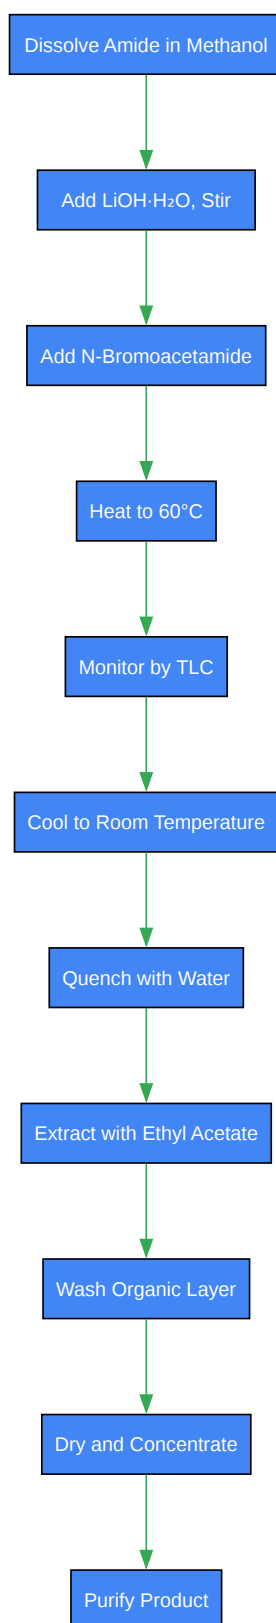 Dissolve Amide in Methanol
Add LiOH·H₂O, Stir
Add N-Bromoacetamide
Heat to 60°C
Monitor by TLC
Cool to Room Temperature
Quench with Water
Extract with Ethyl Acetate
Wash Organic Layer
Dry and Concentrate
Purify Product